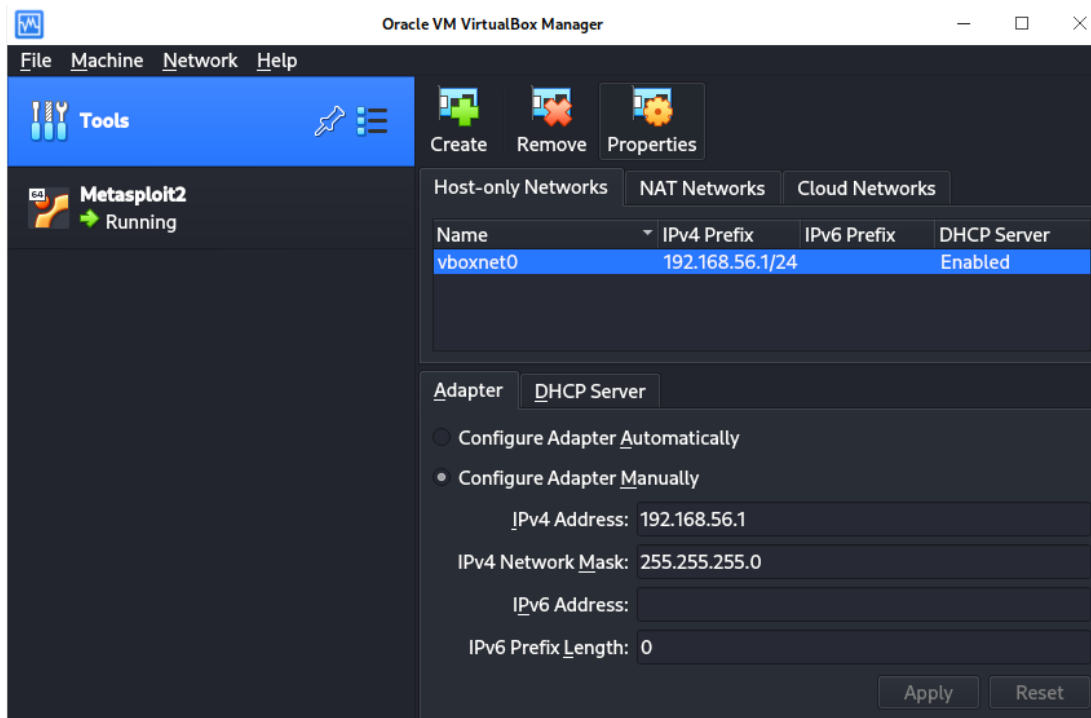 Oracle VM VirtualBox Manager
File Machine Network Help
Tools
Create Remove Properties
64
Metasploit2
Running
Host-only Networks NAT Networks Cloud Networks
Name IPv4 Prefix IPv6 Prefix DHCP Server
vboxnet0 192.168.56.1/24 Enabled
Adapter DHCP Server
Configure Adapter Automatically
Configure Adapter Manually
IPv4 Address: 192.168.56.1
IPv4 Network Mask: 255.255.255.0
IPv6 Address:
IPv6 Prefix Length: 0
Apply Reset